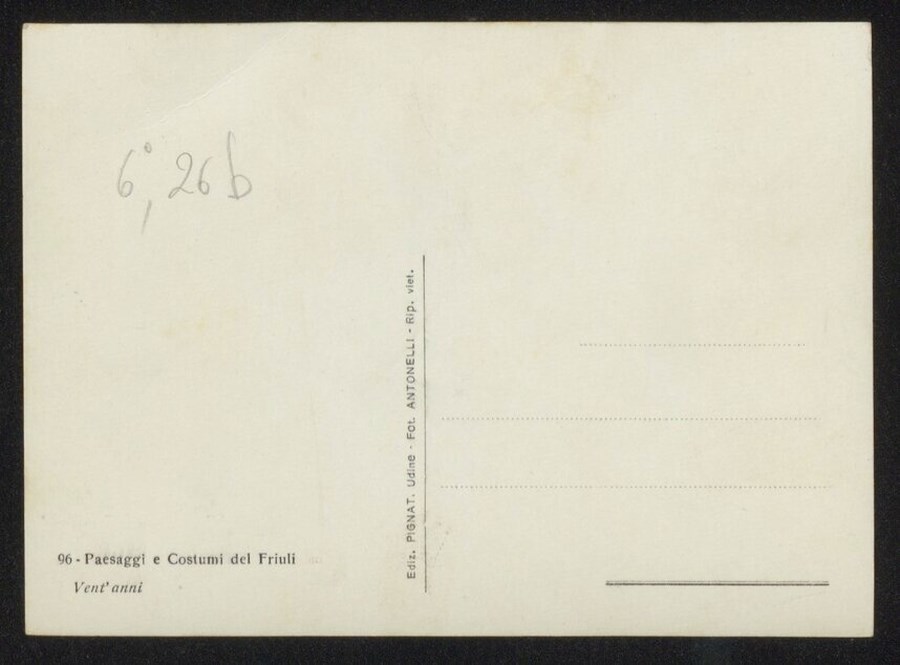 6°, 26 b
Ediz. PIGNAT. Udine - Fot. ANTONELLI - Rip. viet.
96 - Paesaggi e Costumi del Friuli
Vent' anni